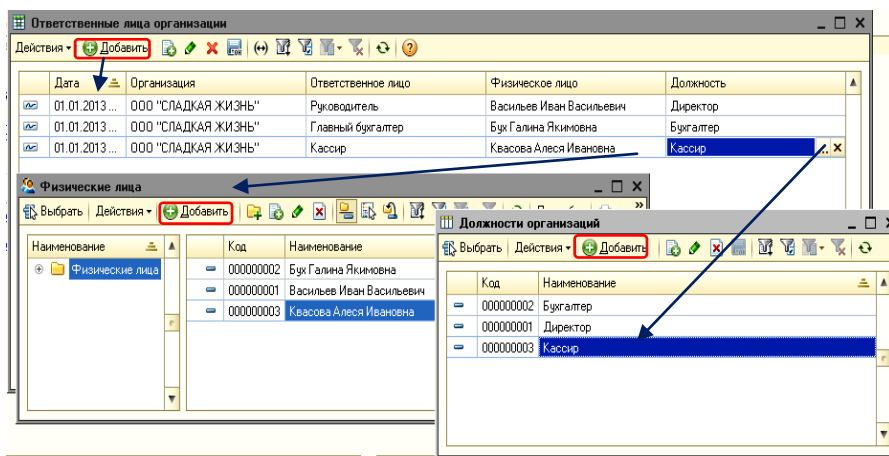 Ответственные лица организации
Действия Добавить
Дата Организация Ответственное лицо Физическое лицо Должность
01.01.2013 ... ООО "СЛАДКАЯ ЖИЗНЬ" Руководитель Васильев Иван Васильевич Директор
01.01.2013 ... ООО "СЛАДКАЯ ЖИЗНЬ" Главный бухгалтер Бух Галина Якимовна Бухгалтер
01.01.2013 ... ООО "СЛАДКАЯ ЖИЗНЬ" Кассир Квасова Алеся Ивановна Кассир ... x
Физические лица
Выбрать Действия Добавить
Наименование Код Наименование
Физические лица
000000002 Бух Галина Якимовна
000000001 Васильев Иван Васильевич
000000003 Квасова Алеся Ивановна
Должности организаций
Выбрать Действия Добавить
Код Наименование
000000002 Бухгалтер
000000001 Директор
000000003 Кассир